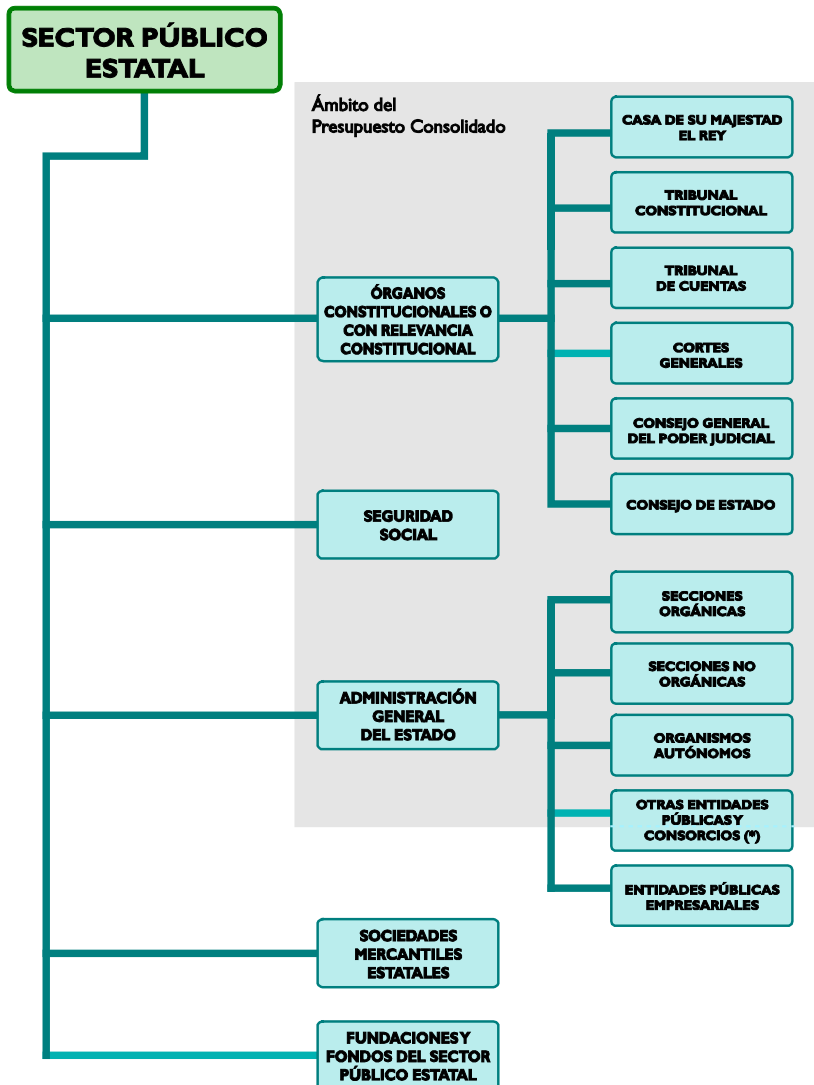 SECTOR PÚBLICO
ESTATAL
Ámbito del
Presupuesto Consolidado
ÓRGANOS
CONSTITUCIONALES O
CON RELEVANCIA
CONSTITUCIONAL
CASA DE SU MAJESTAD
EL REY
TRIBUNAL
CONSTITUCIONAL
TRIBUNAL
DE CUENTAS
CORTES
GENERALES
CONSEJO GENERAL
DEL PODER JUDICIAL
CONSEJO DE ESTADO
SEGURIDAD
SOCIAL
ADMINISTRACIÓN
GENERAL
DEL ESTADO
SECCIONES
ORGÁNICAS
SECCIONES NO
ORGÁNICAS
ORGANISMOS
AUTÓNOMOS
OTRAS ENTIDADES
PÚBLICAS Y
CONSORCIOS (*)
ENTIDADES PÚBLICAS
EMPRESARIALES
SOCIEDADES
MERCANTILES
ESTATALES
FUNDACIONES Y
FONDOS DEL SECTOR
PÚBLICO ESTATAL